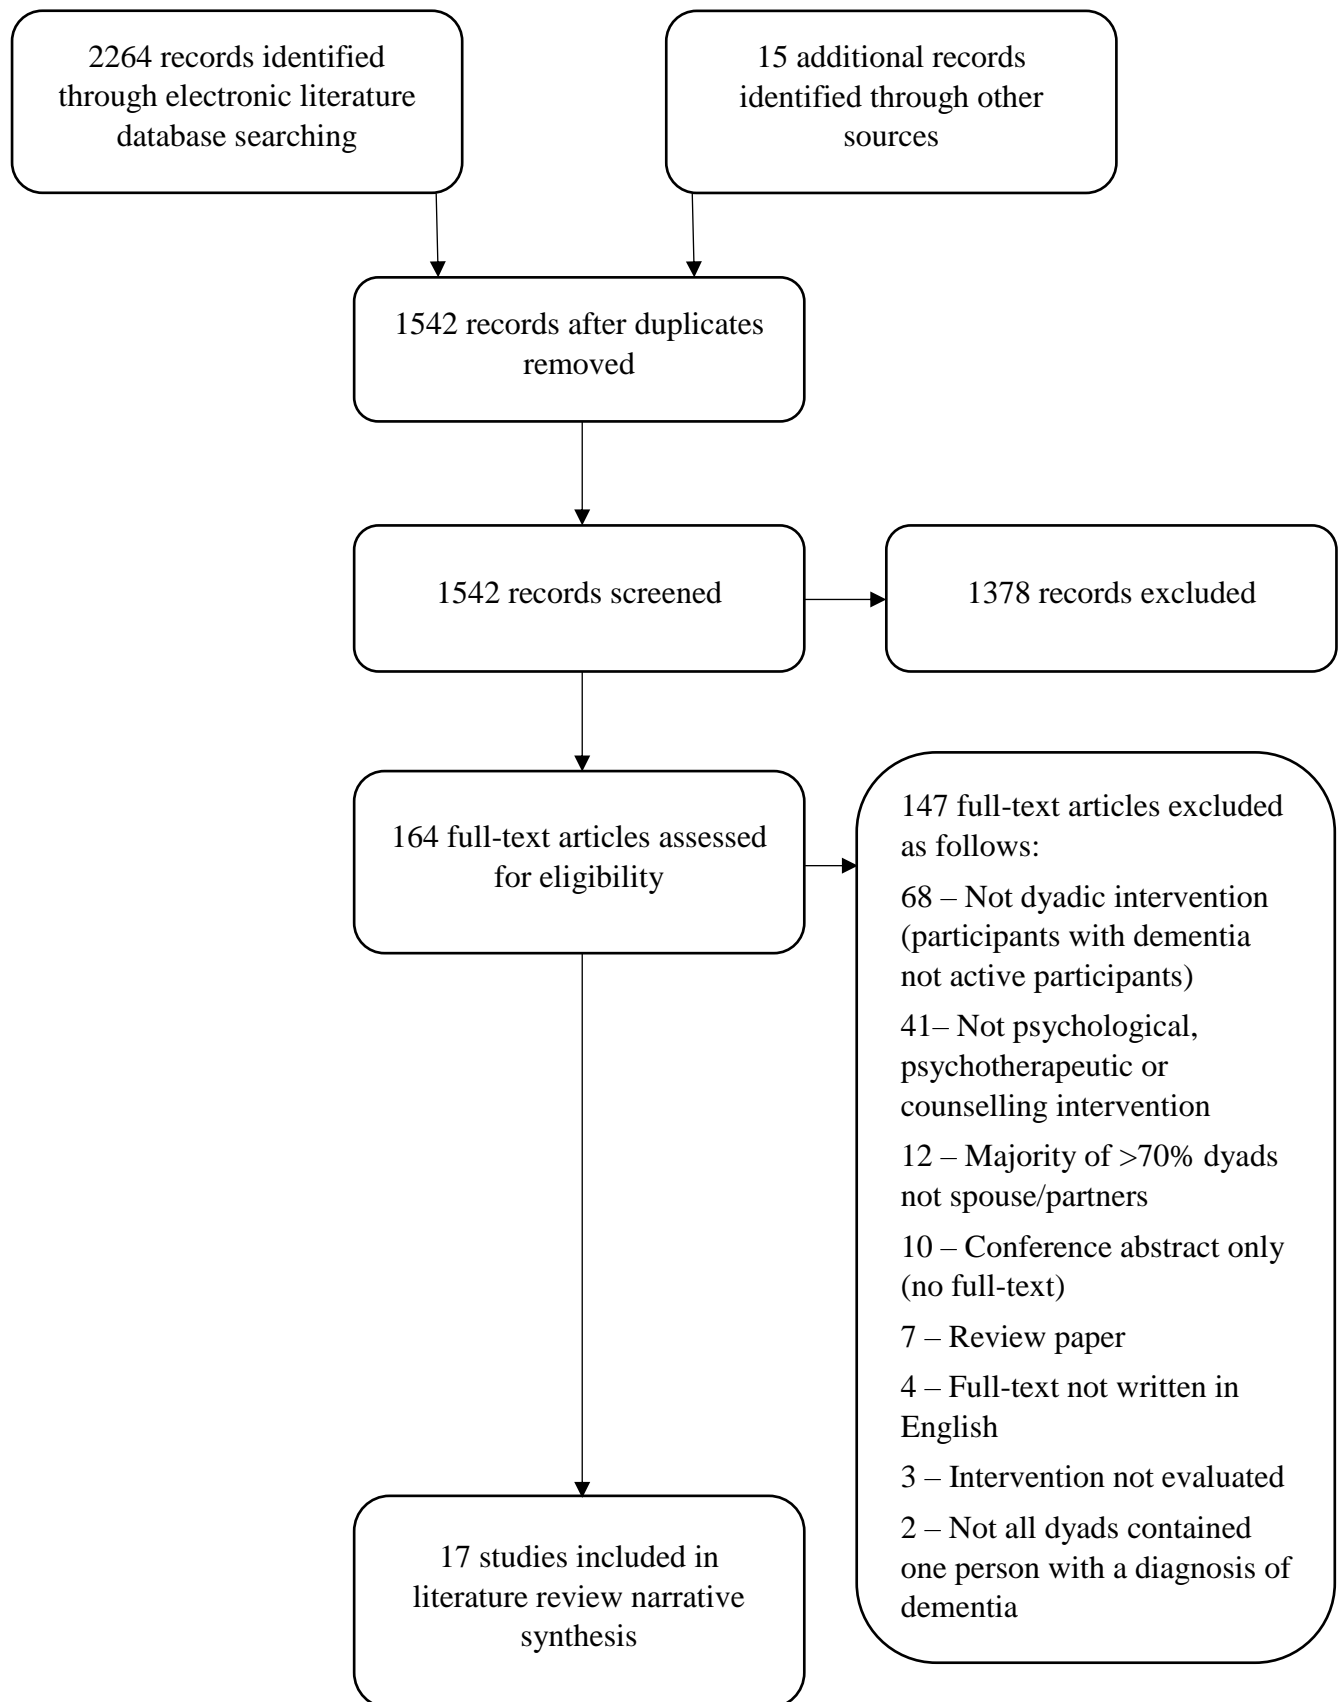 2264 records identified
through electronic literature
database searching
15 additional records
identified through other
sources
1542 records after duplicates
removed
1542 records screened
1378 records excluded
164 full-text articles assessed
for eligibility
147 full-text articles excluded
as follows:
68 – Not dyadic intervention
(participants with dementia
not active participants)
41– Not psychological,
psychotherapeutic or
counselling intervention
12 – Majority of >70% dyads
not spouse/partners
10 – Conference abstract only
(no full-text)
7 – Review paper
4 – Full-text not written in
English
3 – Intervention not evaluated
2 – Not all dyads contained
one person with a diagnosis of
dementia
17 studies included in
literature review narrative
synthesis